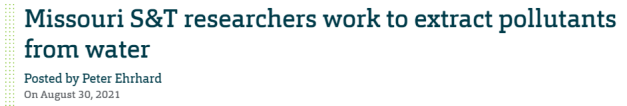 Missouri S&T researchers work to extract pollutants
from water
Posted by Peter Ehrhard
On August 30, 2021